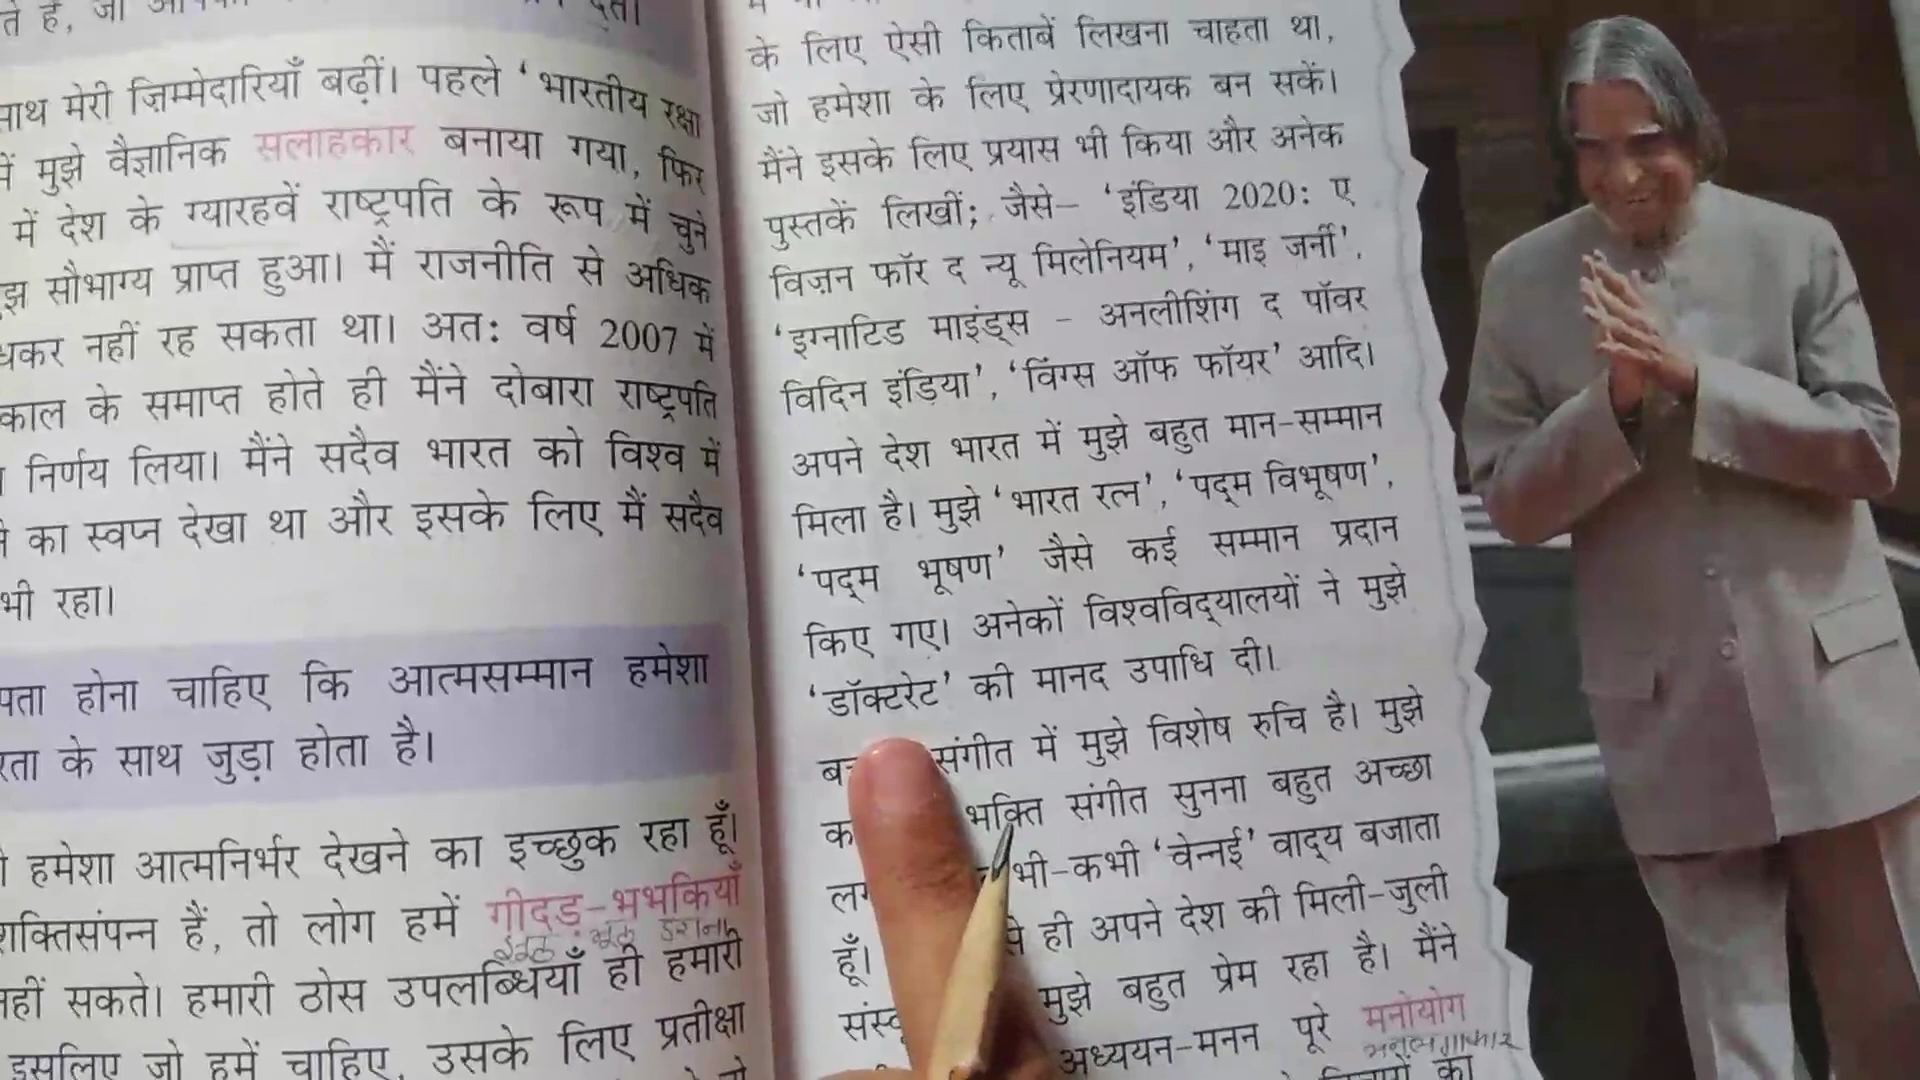 साथ मेरी ज़िम्मेदारियाँ बढ़ीं। पहले ‘भारतीय रक्षा
में मुझे वैज्ञानिक सलाहकार बनाया गया, फिर
में देश के ग्यारहवें राष्ट्रपति के रूप में चुने
सौभाग्य प्राप्त हुआ। मैं राजनीति से अधिक
नहीं रह सकता था। अतः वर्ष 2007 में
काल के समाप्त होते ही मैंने दोबारा राष्ट्रपति
निर्णय लिया। मैंने सदैव भारत को विश्व में
का स्वप्न देखा था और इसके लिए मैं सदैव
भी रहा।
पता होना चाहिए कि आत्मसम्मान हमेशा
के साथ जुड़ा होता है।
हमेशा आत्मनिर्भर देखने का इच्छुक रहा हूँ।
शक्तिसंपन्न हैं, तो लोग हमें गीदड़-भभकियाँ
डराना
नहीं सकते। हमारी ठोस उपलब्धियाँ ही हमारी
इसलिए जो हमें चाहिए, उसके लिए प्रतीक्षा
के लिए ऐसी किताबें लिखना चाहता था,
जो हमेशा के लिए प्रेरणादायक बन सकें।
मैंने इसके लिए प्रयास भी किया और अनेक
पुस्तकें लिखीं; जैसे– ‘इंडिया 2020: ए
विज़न फॉर द न्यू मिलेनियम’, ‘माइ जर्नी’,
‘इग्नाटिड माइंड्स – अनलीशिंग द पॉवर
विदिन इंडिया’, ‘विंग्स ऑफ फॉयर’ आदि।
अपने देश भारत में मुझे बहुत मान-सम्मान
मिला है। मुझे ‘भारत रत्न’, ‘पद्म विभूषण’,
‘पद्म भूषण’ जैसे कई सम्मान प्रदान
किए गए। अनेकों विश्वविद्यालयों ने मुझे
‘डॉक्टरेट’ की मानद उपाधि दी।
संगीत में मुझे विशेष रुचि है। मुझे
भक्ति संगीत सुनना बहुत अच्छा
भी-कभी ‘वेन्नई’ वाद्य बजाता
हूँ। ही अपने देश की मिली-जुली
मुझे बहुत प्रेम रहा है। मैंने
अध्ययन-मनन पूरे मनोयोग